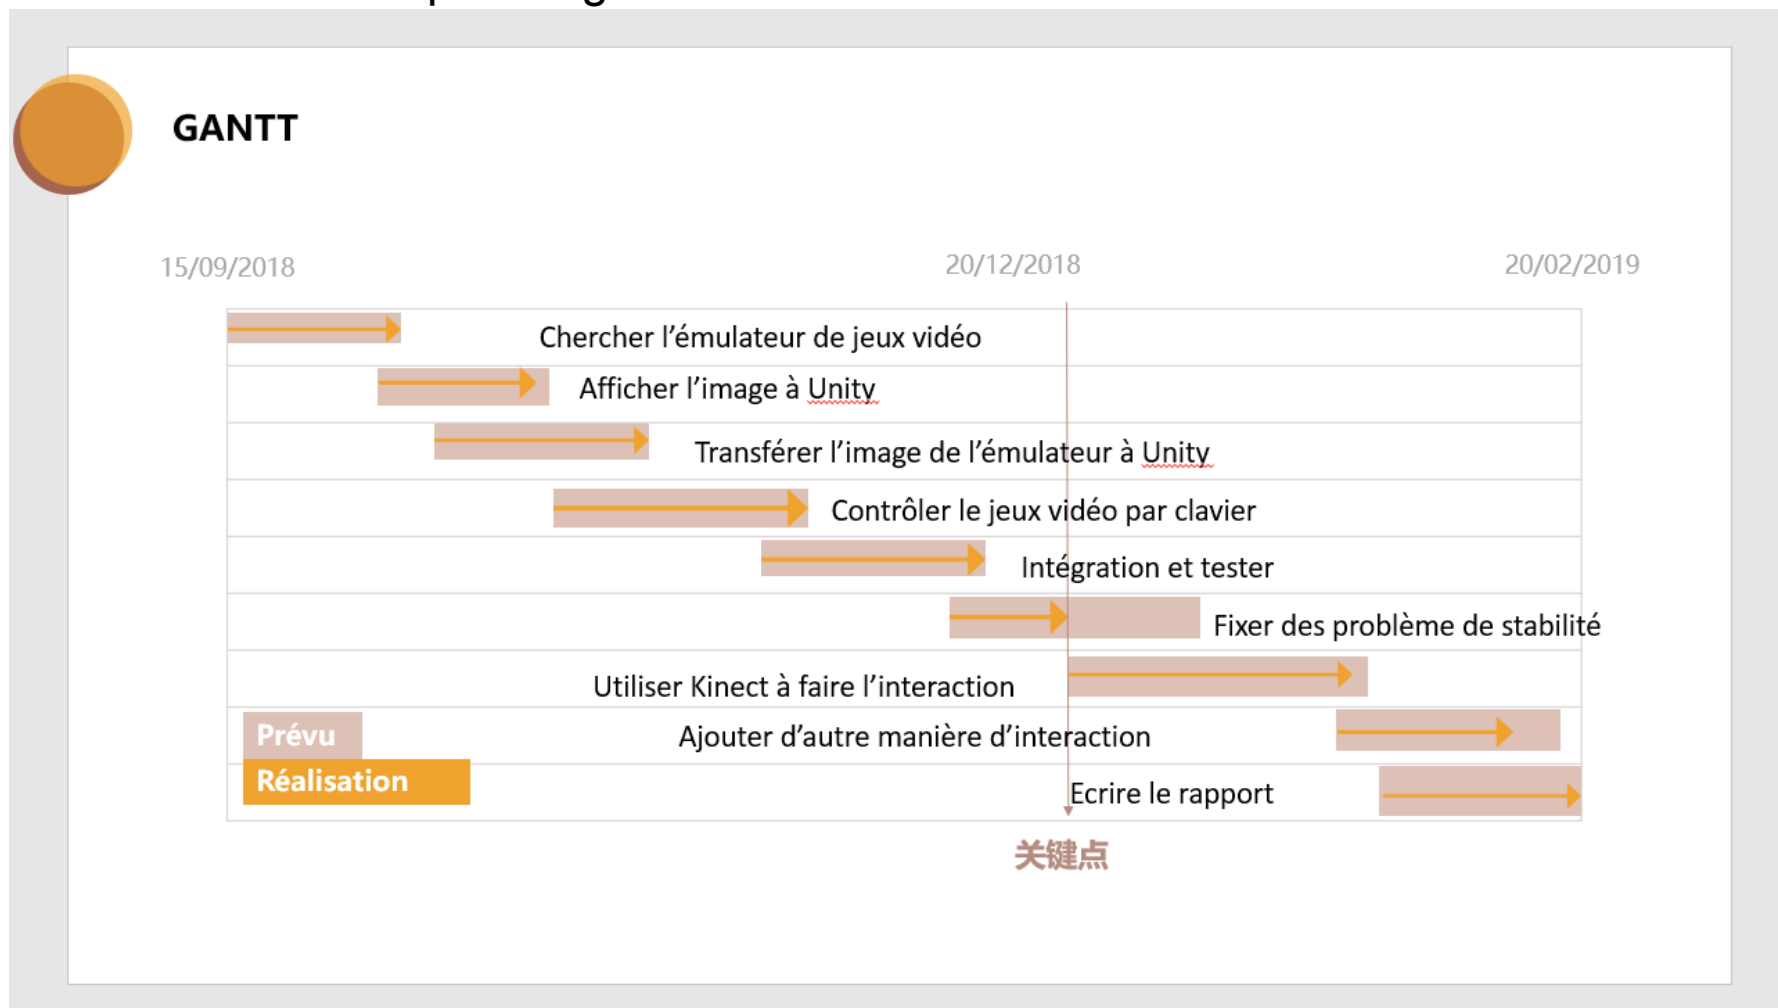 GANTT
15/09/2018
20/12/2018
20/02/2019
Chercher l’émulateur de jeux vidéo
Afficher l’image à Unity
Transférer l’image de l’émulateur à Unity
Contrôler le jeux vidéo par clavier
Intégration et tester
Fixer des problème de stabilité
Utiliser Kinect à faire l’interaction
Prévu
Ajouter d’autre manière d’interaction
Réalisation
Ecrire le rapport
关键点